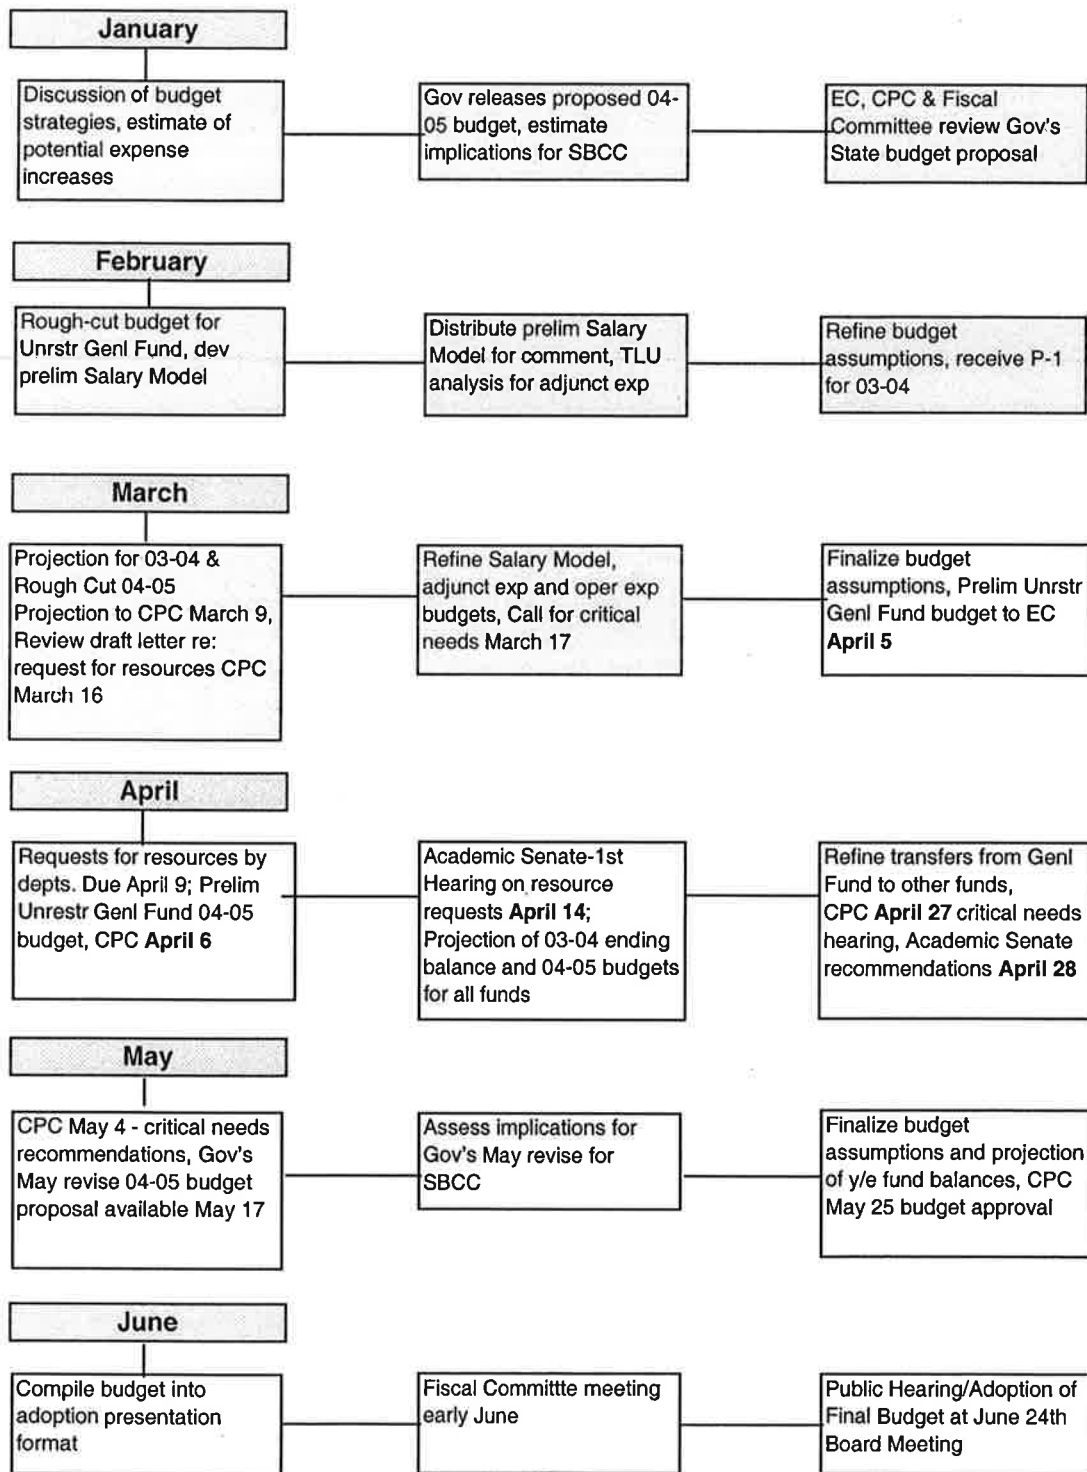 January
Discussion of budget
strategies, estimate of
potential expense
increases
Gov releases proposed 04-
05 budget, estimate
implications for SBCC
EC, CPC & Fiscal
Committee review Gov's
State budget proposal
February
Rough-cut budget for
Unrstr Genl Fund, dev
prelim Salary Model
Distribute prelim Salary
Model for comment, TLU
analysis for adjunct exp
Refine budget
assumptions, receive P-1
for 03-04
March
Projection for 03-04 &
Rough Cut 04-05
Projection to CPC March 9,
Review draft letter re:
request for resources CPC
March 16
Refine Salary Model,
adjunct exp and oper exp
budgets, Call for critical
needs March 17
Finalize budget
assumptions, Prelim Unrstr
Genl Fund budget to EC
April 5
April
Requests for resources by
depts. Due April 9; Prelim
Unrestr Genl Fund 04-05
budget, CPC April 6
Academic Senate-1st
Hearing on resource
requests April 14;
Projection of 03-04 ending
balance and 04-05 budgets
for all funds
Refine transfers from Genl
Fund to other funds,
CPC April 27 critical needs
hearing, Academic Senate
recommendations April 28
May
CPC May 4 - critical needs
recommendations, Gov's
May revise 04-05 budget
proposal available May 17
Assess implications for
Gov's May revise for
SBCC
Finalize budget
assumptions and projection
of y/e fund balances, CPC
May 25 budget approval
June
Compile budget into
adoption presentation
format
Fiscal Committte meeting
early June
Public Hearing/Adoption of
Final Budget at June 24th
Board Meeting